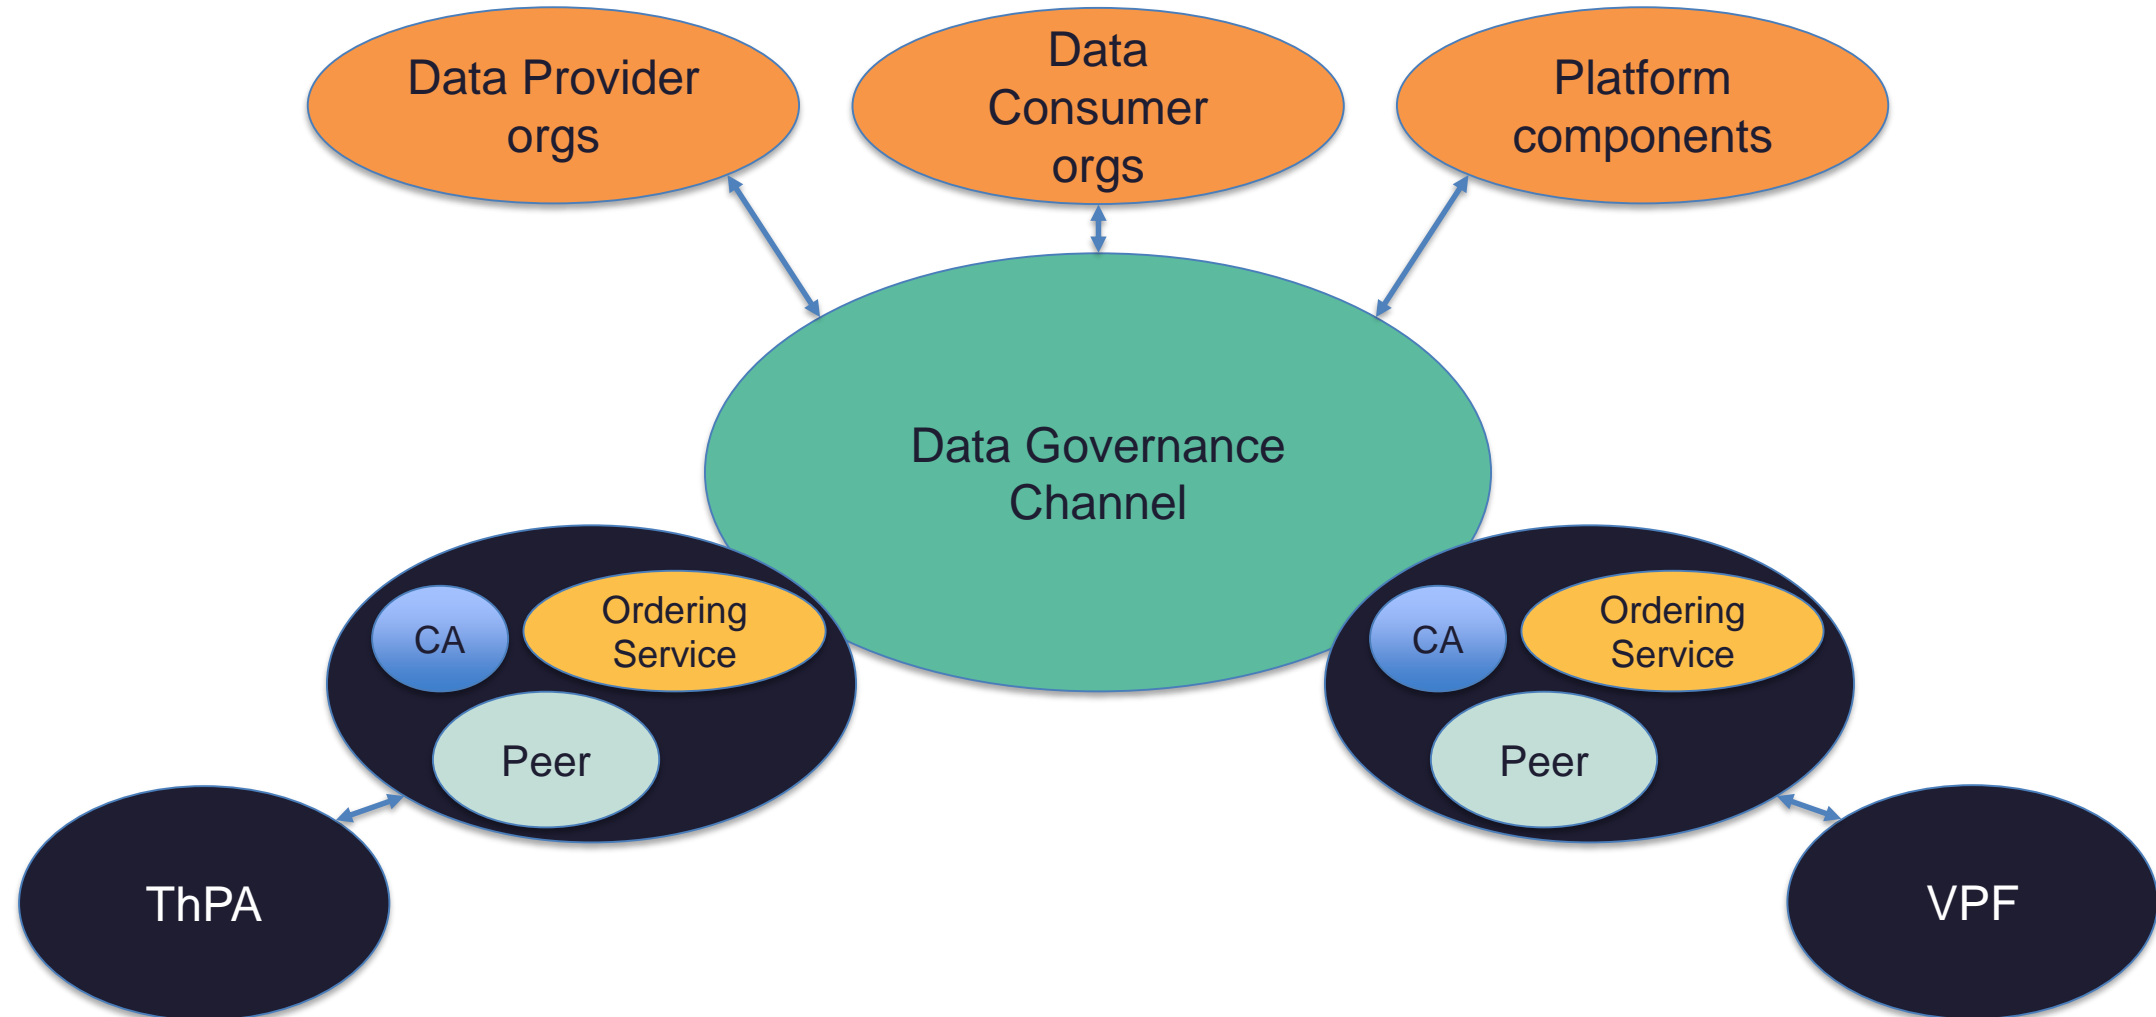 Data Provider
orgs
Data
Consumer
orgs
Platform
components
Data Governance
Channel
CA
Ordering
Service
Peer
CA
Ordering
Service
Peer
ThPA
VPF